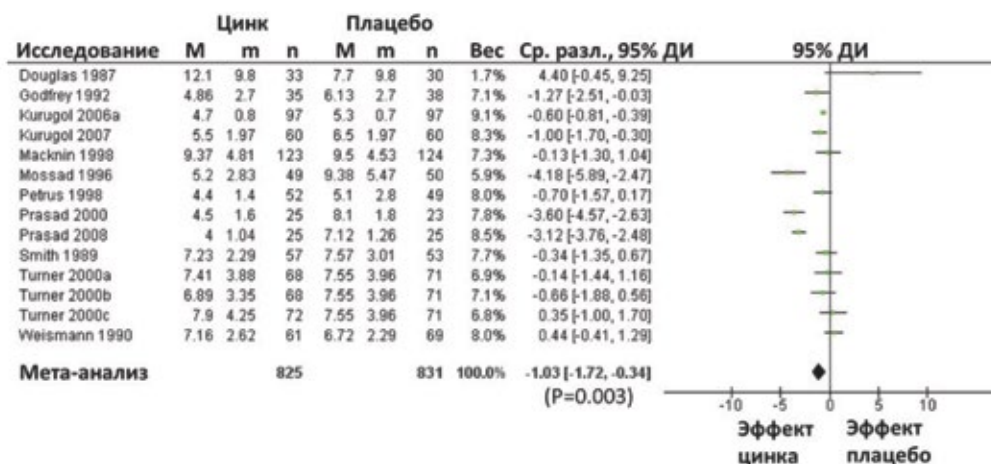 Цинк Плацебо
Исследование M m n M m n Вес Ср. разл., 95% ДИ 95% ДИ
Douglas 1987 12.1 9.8 33 7.7 9.8 30 1.7% 4.40 [-0.45, 9.25]
Godfrey 1992 4.86 2.7 35 6.13 2.7 38 7.1% -1.27 [-2.51, -0.03]
Kurugol 2006a 4.7 0.8 97 5.3 0.7 97 9.1% -0.60 [-0.81, -0.39]
Kurugol 2007 5.5 1.97 60 6.5 1.97 60 8.4% -1.00 [-1.70, -0.30]
Macknin 1998 9.37 4.81 123 9.5 4.53 124 7.3% -0.13 [-1.30, 1.04]
Mossad 1996 5.2 2.83 49 9.38 5.47 50 5.7% -4.18 [-5.89, -2.47]
Petrus 1998 4.4 1.4 52 5.1 2.8 49 8.0% -0.70 [-1.57, 0.17]
Prasad 2000 4.5 1.6 25 8.1 1.8 23 7.8% -3.60 [-4.57, -2.63]
Prasad 2008 4 1.04 25 7.12 1.26 25 8.5% -3.12 [-3.76, -2.48]
Smith 1989 7.23 2.29 57 7.57 3.01 53 7.7% -0.34 [-1.35, 0.67]
Turner 2000a 7.41 3.88 68 7.55 3.96 71 7.0% -0.14 [-1.44, 1.16]
Turner 2000b 6.89 3.35 68 7.55 3.96 71 7.1% -0.66 [-1.88, 0.56]
Turner 2000c 7.9 4.25 72 7.55 3.96 71 6.8% 0.35 [-1.00, 1.70]
Weismann 1990 7.16 2.62 61 6.72 2.29 69 8.0% 0.44 [-0.41, 1.29]
Мета-анализ 825 831 100.0% -1.03 [-1.72, -0.34]
(P=0.003)
-10 -5 0 5 10
Эффект Эффект
цинка плацебо